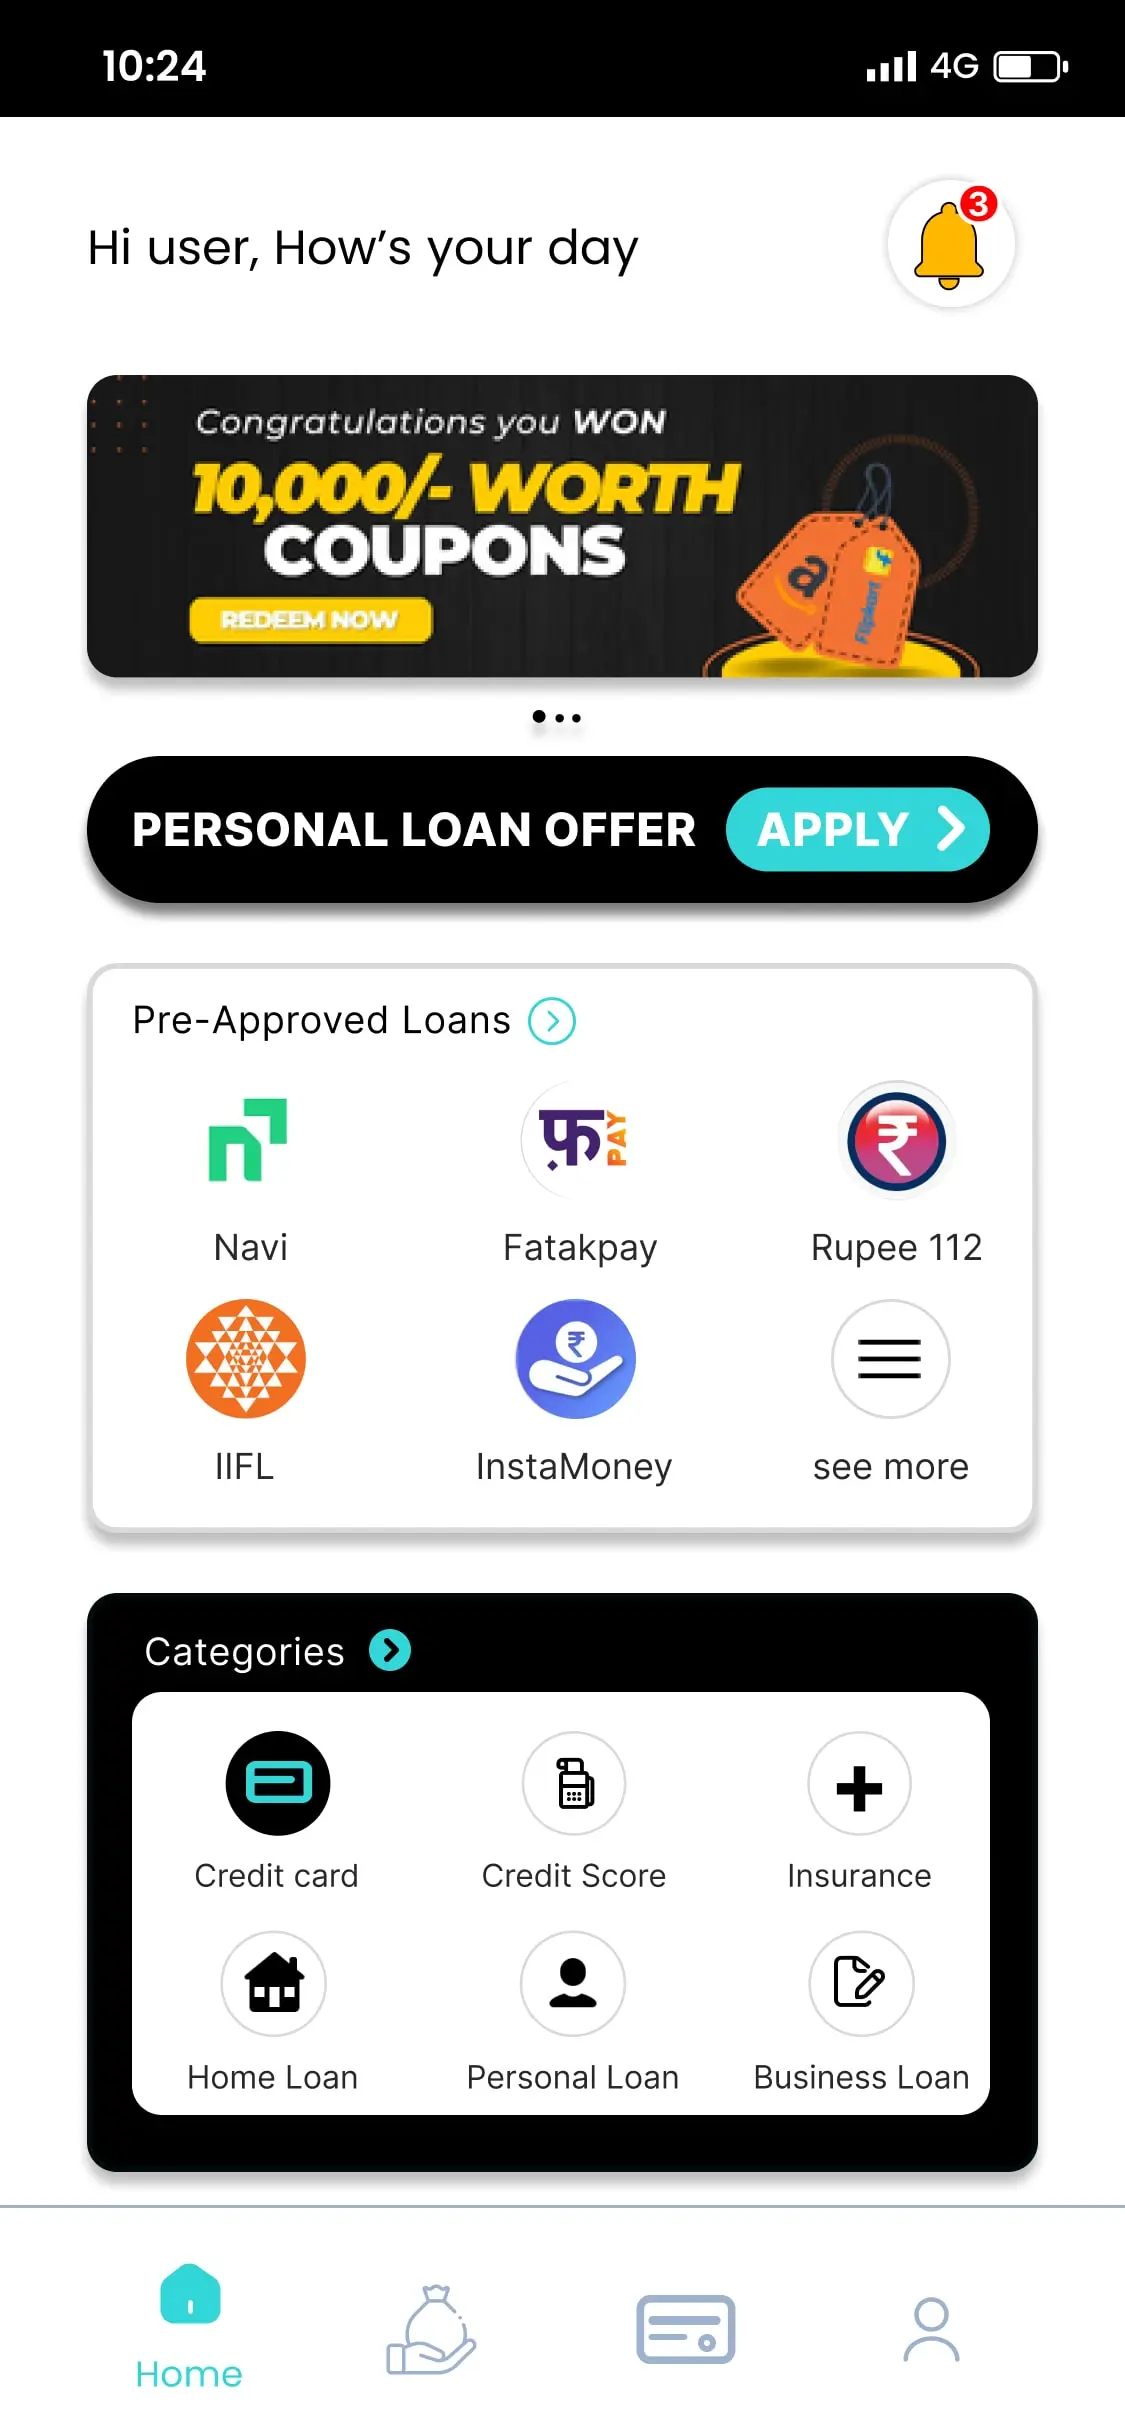 10:24
4G
3
Hi user, How's your day
Congratulations you WON
10,000/- WORTH
COUPONS
REDEEM NOW
a
Flipkart
PERSONAL LOAN OFFER
APPLY
Pre-Approved Loans
n
फ़
PAY
₹
Navi
Fatakpay
Rupee 112
₹
IIFL
InstaMoney
see more
Categories
Credit card
Credit Score
Insurance
Home Loan
Personal Loan
Business Loan
Home